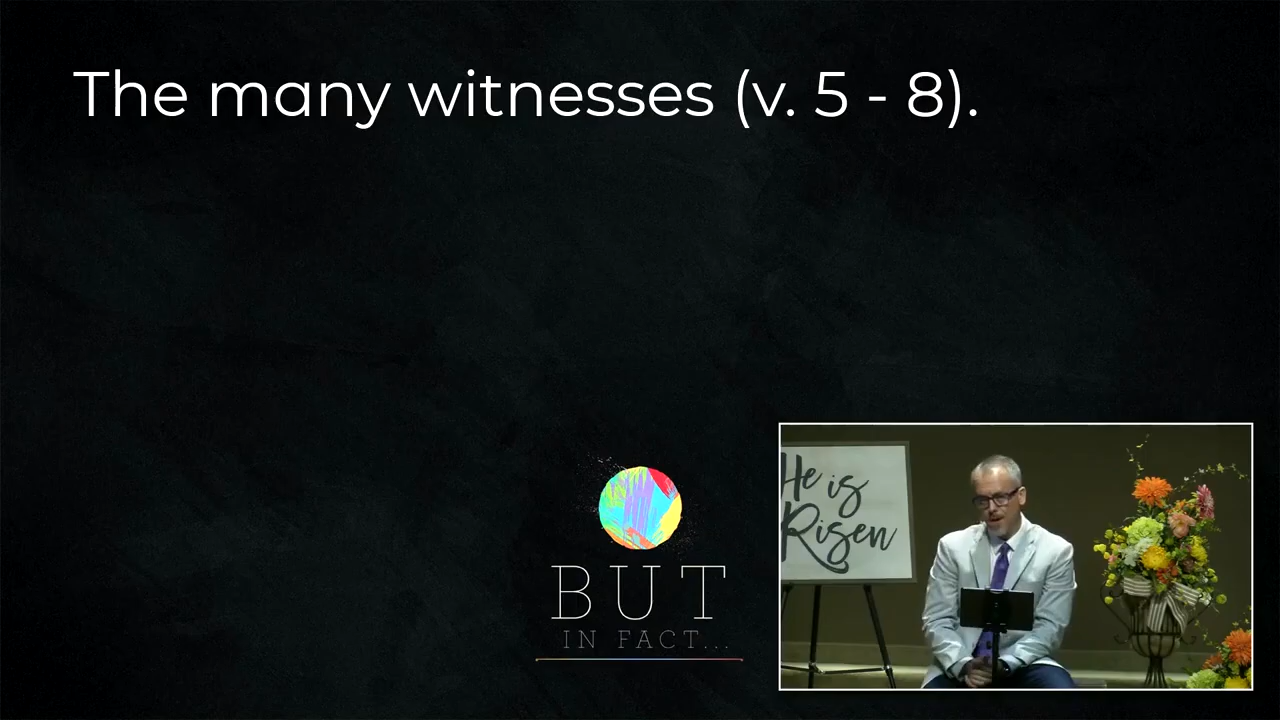 The many witnesses (v. 5 - 8).
BUT
IN FACT...
He is
Risen